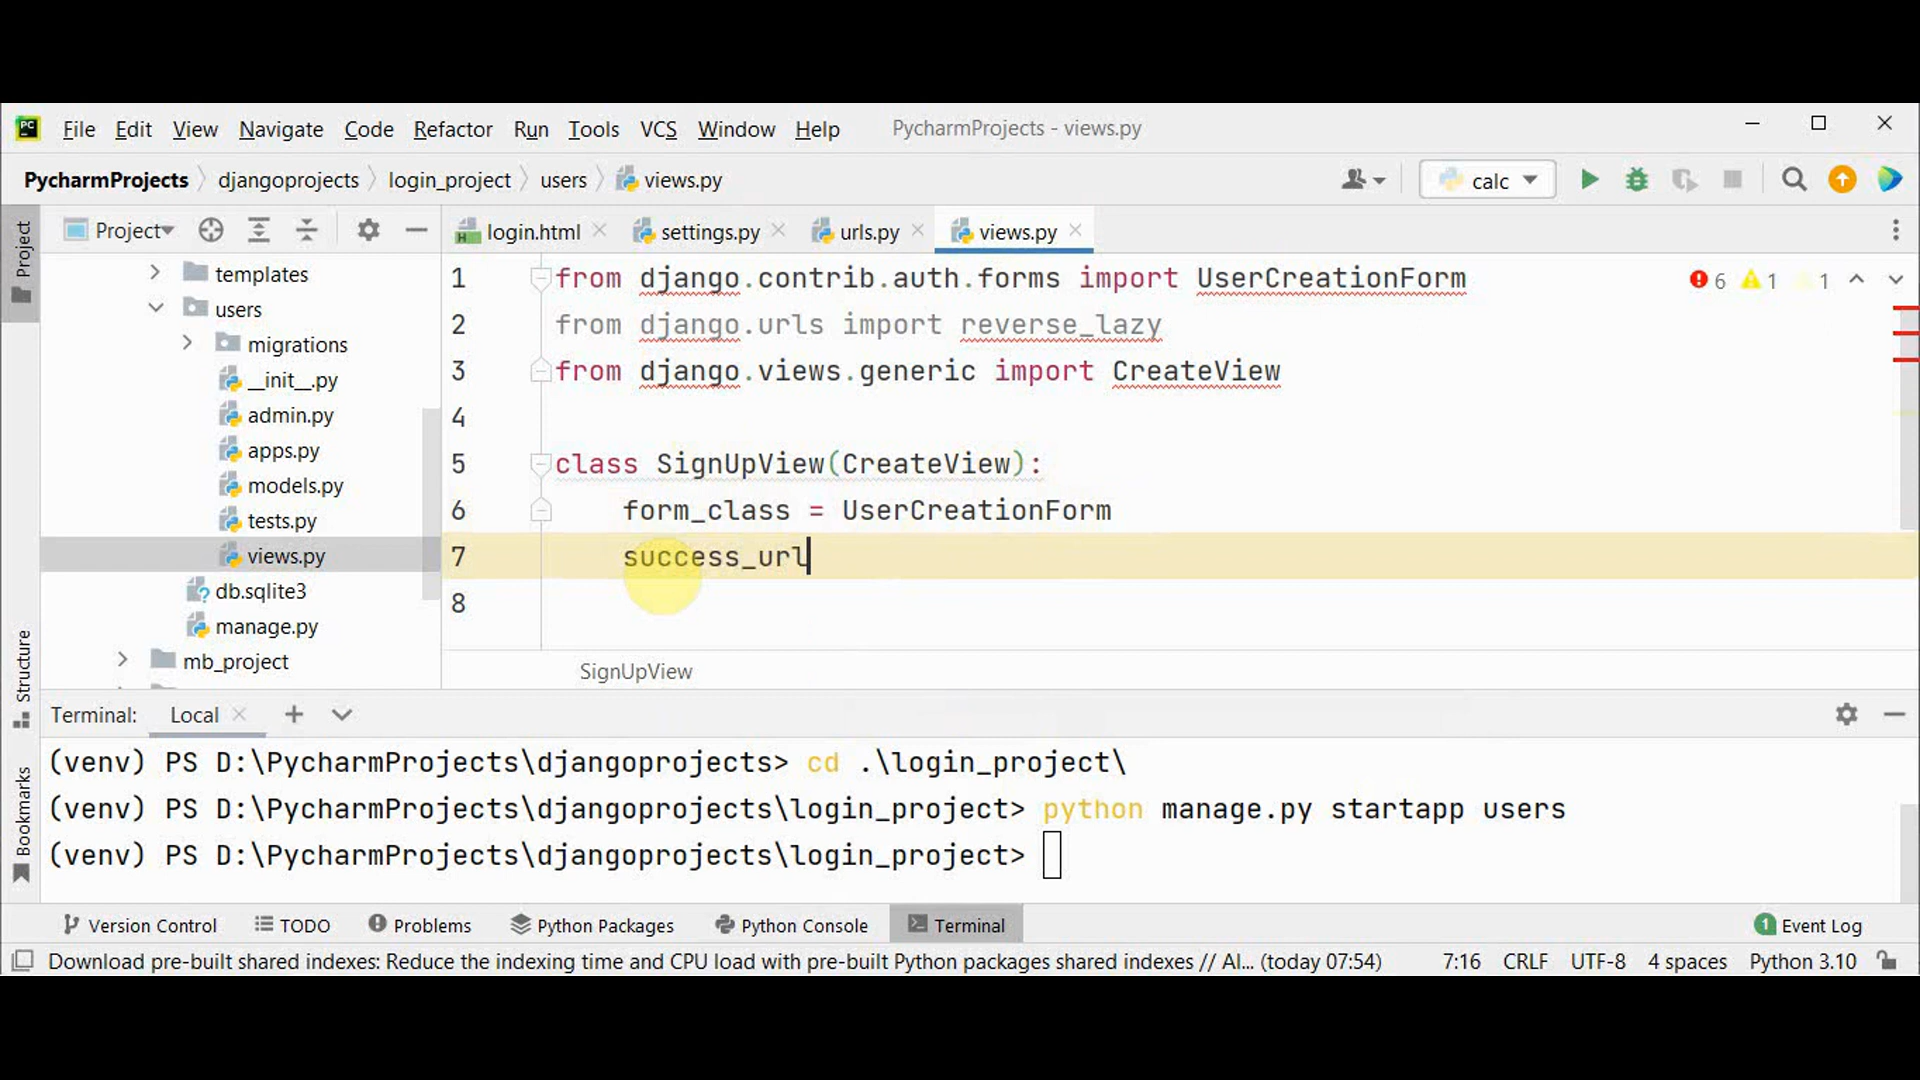 PC File Edit View Navigate Code Refactor Run Tools VCS Window Help PycharmProjects - views.py
PycharmProjects djangoprojects login_project users views.py calc
Project
Project login.html settings.py urls.py views.py
templates
users
migrations
__init__.py
admin.py
apps.py
models.py
tests.py
views.py
db.sqlite3
manage.py
mb_project
1 from django.contrib.auth.forms import UserCreationForm 6 1 1
2 from django.urls import reverse_lazy
3 from django.views.generic import CreateView
4
5 class SignUpView(CreateView):
6 form_class = UserCreationForm
7 success_url
8
SignUpView
Structure
Bookmarks
Terminal: Local
(venv) PS D:\PycharmProjects\djangoprojects> cd .\login_project\
(venv) PS D:\PycharmProjects\djangoprojects\login_project> python manage.py startapp users
(venv) PS D:\PycharmProjects\djangoprojects\login_project>
Version Control TODO Problems Python Packages Python Console Terminal 1 Event Log
Download pre-built shared indexes: Reduce the indexing time and CPU load with pre-built Python packages shared indexes // Al... (today 07:54) 7:16 CRLF UTF-8 4 spaces Python 3.10